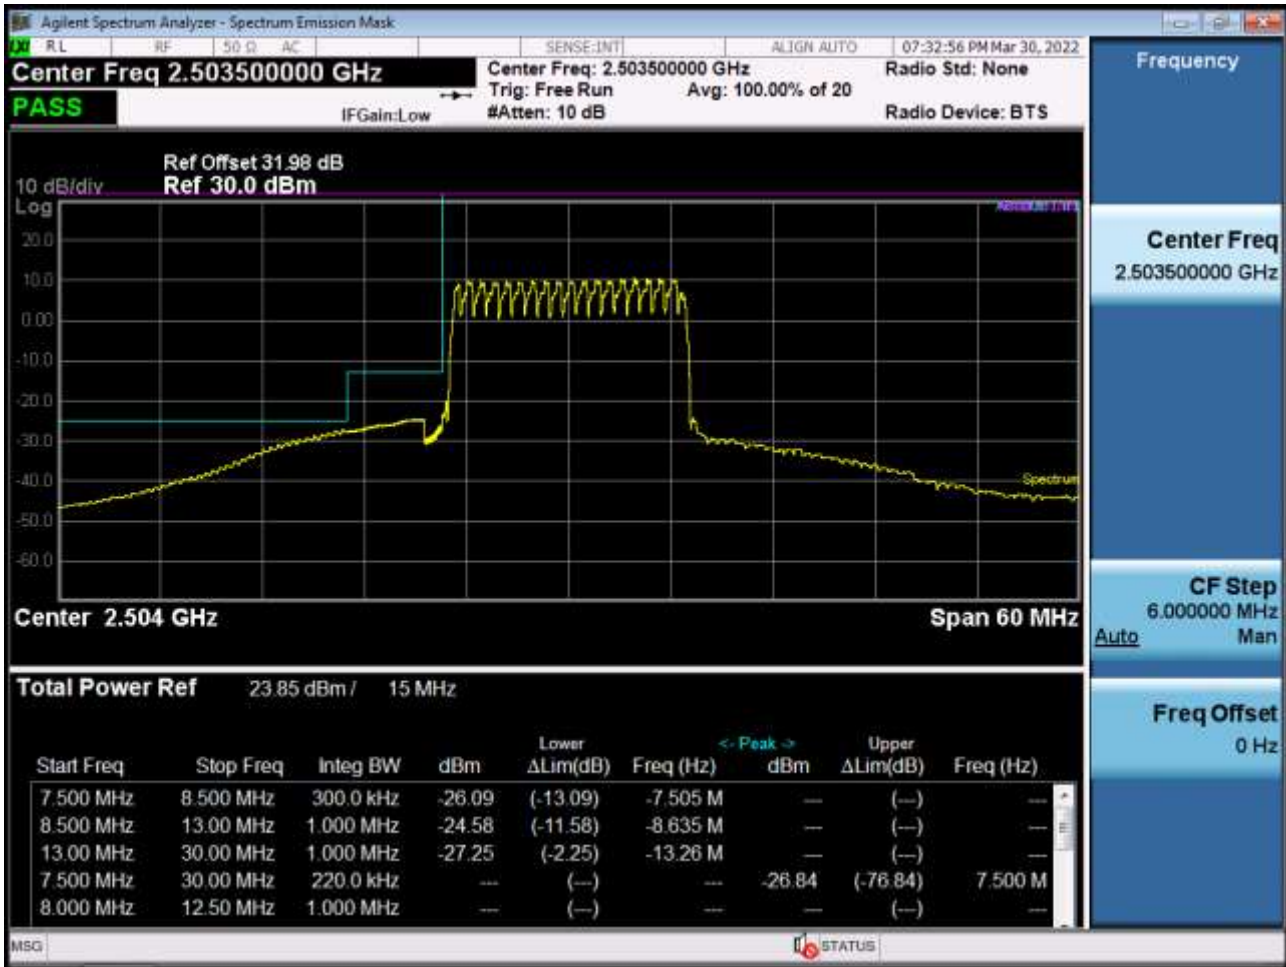 Agilent Spectrum Analyzer - Spectrum Emission Mask
RL RF 50 Ω AC SENSE:INT ALIGN AUTO 07:32:56 PM Mar 30, 2022
Center Freq 2.503500000 GHz
Center Freq: 2.503500000 GHz
Radio Std: None
Trig: Free Run
Avg: 100.00% of 20
PASS
IFGain:Low
#Atten: 10 dB
Radio Device: BTS
Ref Offset 31.98 dB
10 dB/div
Ref 30.0 dBm
Log
20.0
10.0
0.00
-10.0
-20.0
-30.0
-40.0
-50.0
-60.0
Spectrum
Center 2.504 GHz
Span 60 MHz
Total Power Ref 23.85 dBm / 15 MHz
Lower <- Peak -> Upper
Start Freq Stop Freq Integ BW dBm ΔLim(dB) Freq (Hz) dBm ΔLim(dB) Freq (Hz)
7.500 MHz 8.500 MHz 300.0 kHz -26.09 (-13.09) -7.505 M --- (---) ---
8.500 MHz 13.00 MHz 1.000 MHz -24.58 (-11.58) -8.635 M --- (---) ---
13.00 MHz 30.00 MHz 1.000 MHz -27.25 (-2.25) -13.26 M --- (---) ---
7.500 MHz 30.00 MHz 220.0 kHz --- (---) --- -26.84 (-76.84) 7.500 M
8.000 MHz 12.50 MHz 1.000 MHz --- (---) --- --- (---) ---
MSG
STATUS
Frequency
Center Freq
2.503500000 GHz
CF Step
6.000000 MHz
Auto Man
Freq Offset
0 Hz